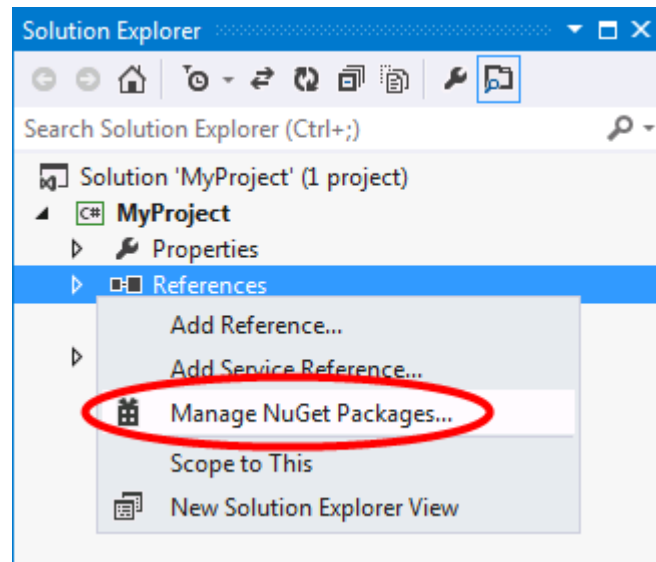 Solution Explorer
Search Solution Explorer (Ctrl+;)
Solution 'MyProject' (1 project)
C# MyProject
Properties
References
Add Reference...
Add Service Reference...
Manage NuGet Packages...
Scope to This
New Solution Explorer View